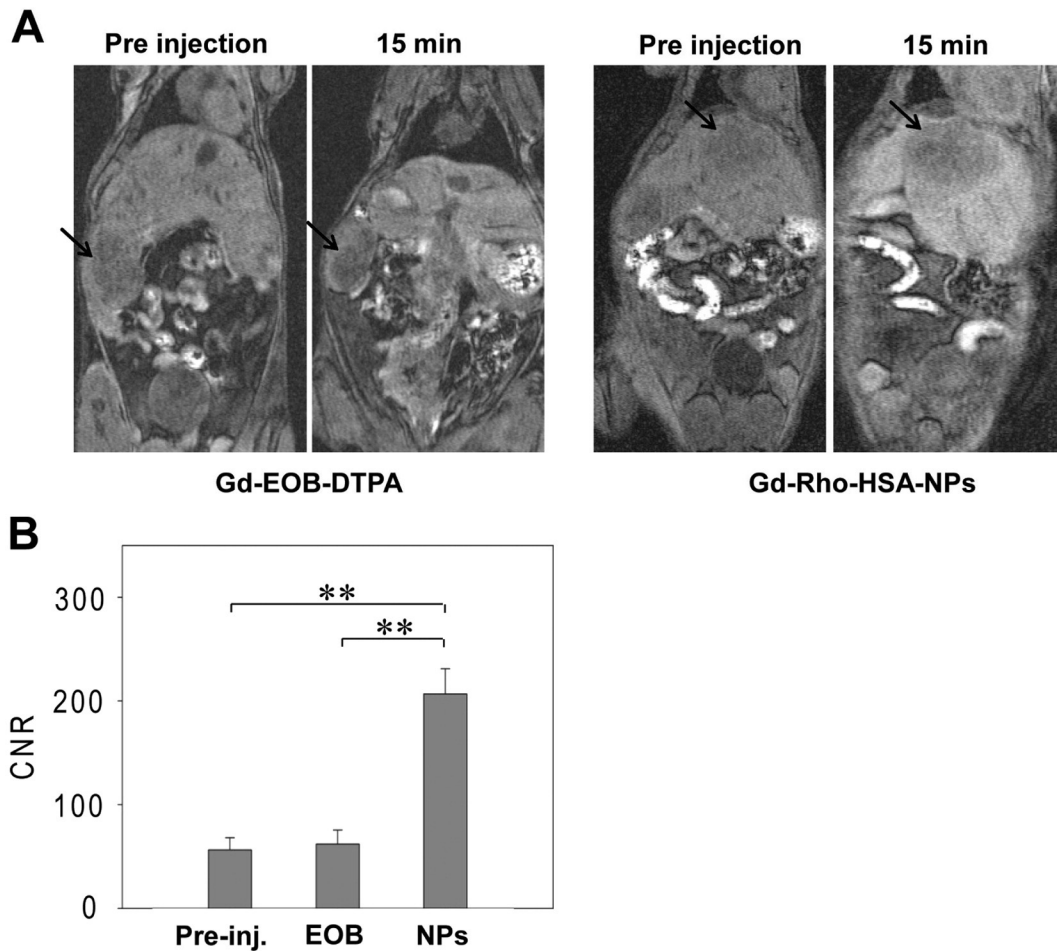 A
Pre injection 15 min Pre injection 15 min
Gd-EOB-DTPA Gd-Rho-HSA-NPs
B
300
**
**
200
CNR
100
0
Pre-inj. EOB NPs